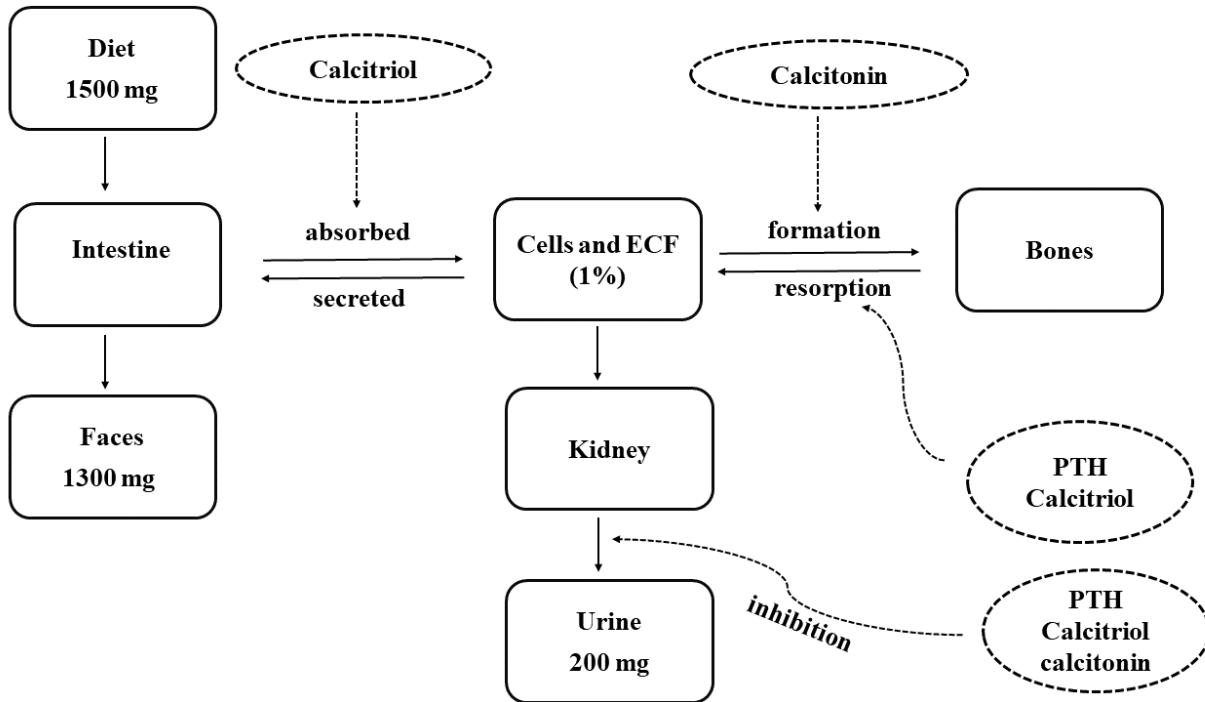 Diet
1500 mg
Calcitriol
Calcitonin
Intestine
absorbed
secreted
Cells and ECF
(1%)
formation
resorption
Bones
Faces
1300 mg
Kidney
PTH
Calcitriol
Urine
200 mg
inhibition
PTH
Calcitriol
calcitonin